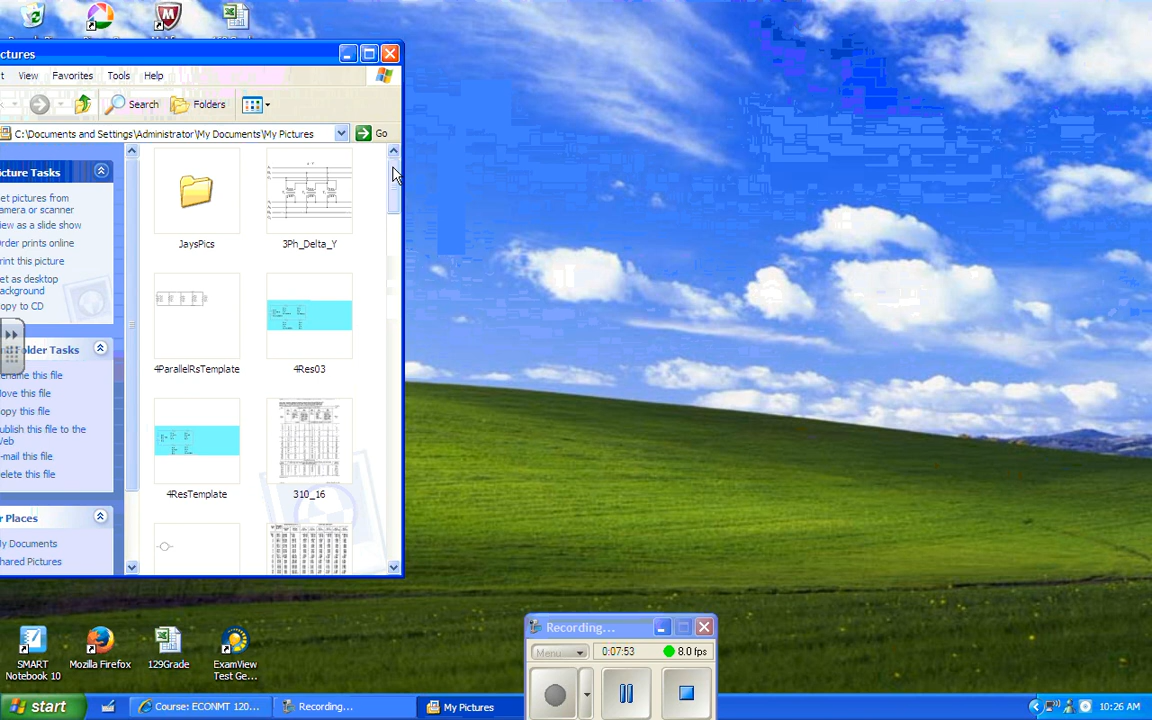 ctures
t View Favorites Tools Help
Search Folders
C:\Documents and Settings\Administrator\My Documents\My Pictures Go
icture Tasks
et pictures from
amera or scanner
iew as a slide show
rder prints online
rint this picture
et as desktop
ackground
opy to CD
older Tasks
ename this file
ove this file
opy this file
ublish this file to the
Web
-mail this file
elete this file
r Places
y Documents
hared Pictures
JaysPics
3Ph_Delta_Y
4ParallelRsTemplate
4Res03
4ResTemplate
310_16
SMART
Notebook 10
Mozilla Firefox
129Grade
ExamView
Test Ge...
Recording...
Menu
0:07:53
8.0 fps
start
Course: ECONMT 120...
Recording...
My Pictures
10:26 AM